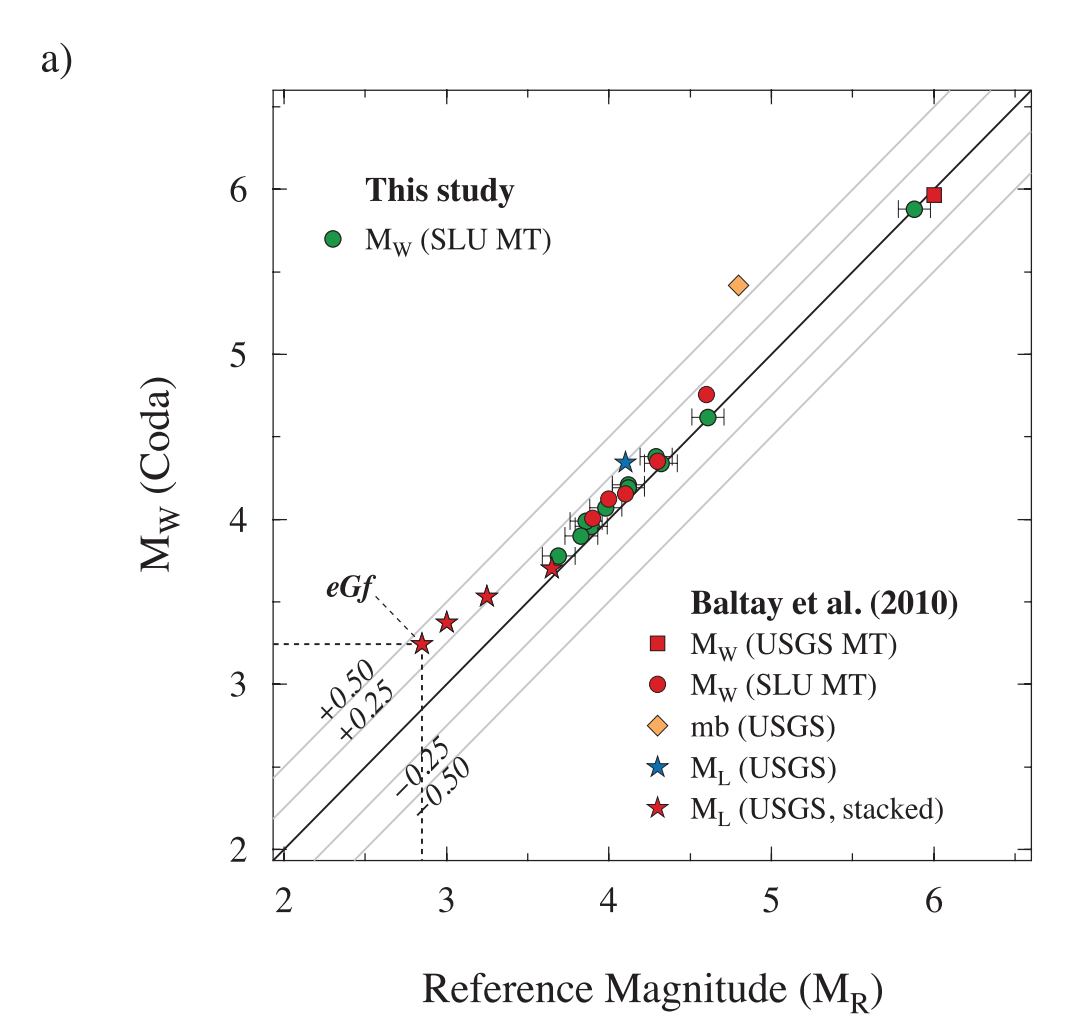 a)
This study
M_W (SLU MT)
6
5
4
3
2
M_W (Coda)
eGf
+0.50
+0.25
−0.25
−0.50
Baltay et al. (2010)
M_W (USGS MT)
M_W (SLU MT)
mb (USGS)
M_L (USGS)
M_L (USGS, stacked)
2 3 4 5 6
Reference Magnitude (M_R)